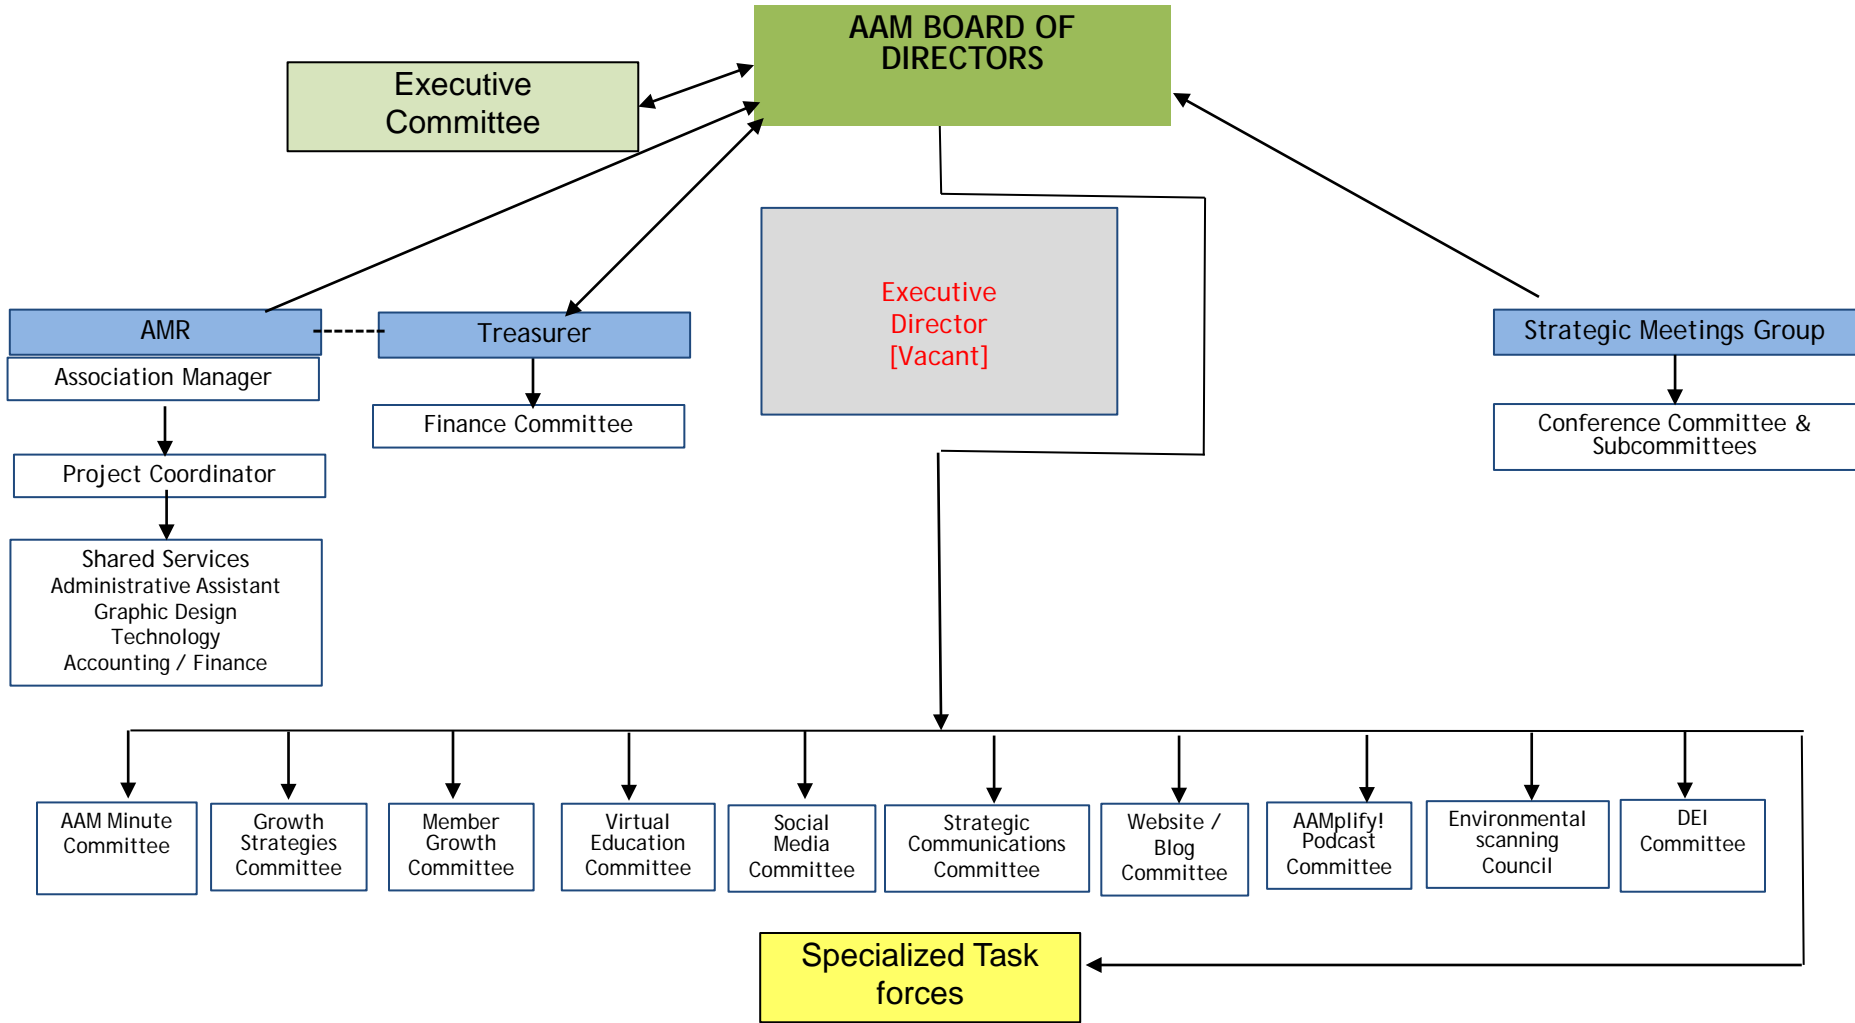 AAM BOARD OF
DIRECTORS
Executive
Committee
Executive
Director
[Vacant]
AMR
Treasurer
Strategic Meetings Group
Association Manager
Finance Committee
Conference Committee &
Subcommittees
Project Coordinator
Shared Services
Administrative Assistant
Graphic Design
Technology
Accounting / Finance
AAM Minute
Committee
Growth
Strategies
Committee
Member
Growth
Committee
Virtual
Education
Committee
Social
Media
Committee
Strategic
Communications
Committee
Website /
Blog
Committee
AAMplify!
Podcast
Committee
Environmental
scanning
Council
DEI
Committee
Specialized Task
forces